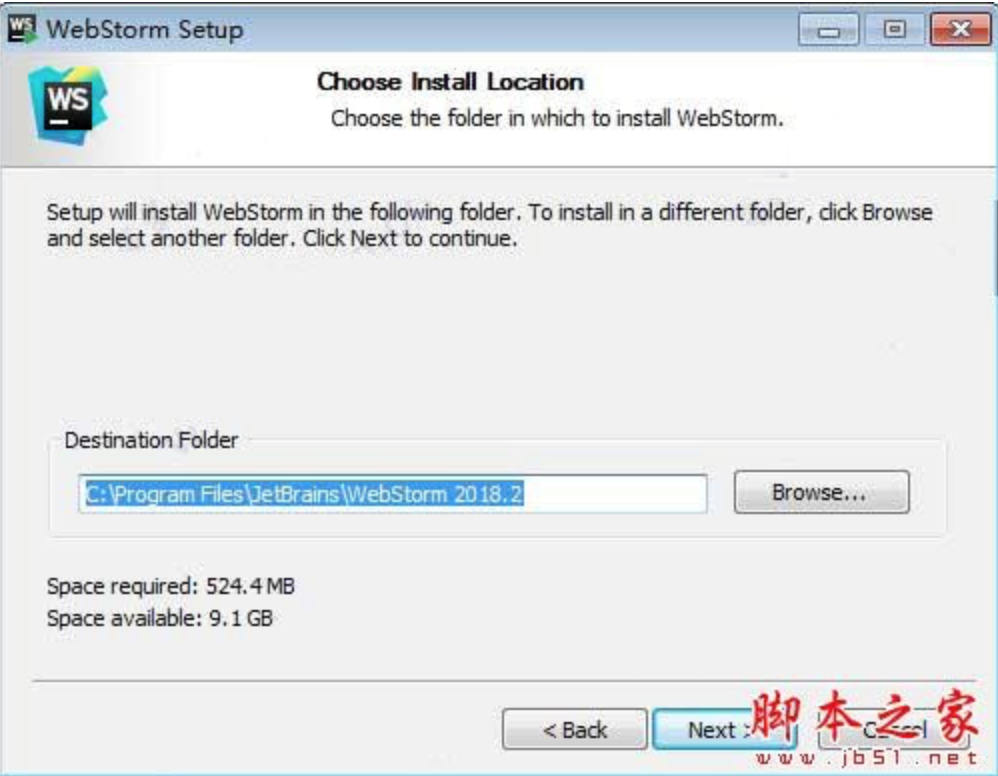 WS WebStorm Setup
WS
Choose Install Location
Choose the folder in which to install WebStorm.
Setup will install WebStorm in the following folder. To install in a different folder, click Browse
and select another folder. Click Next to continue.
Destination Folder
C:\Program Files\JetBrains\WebStorm 2018.2
Browse...
Space required: 524.4 MB
Space available: 9.1 GB
< Back
Next >
Cancel
脚本之家
www.jb51.net